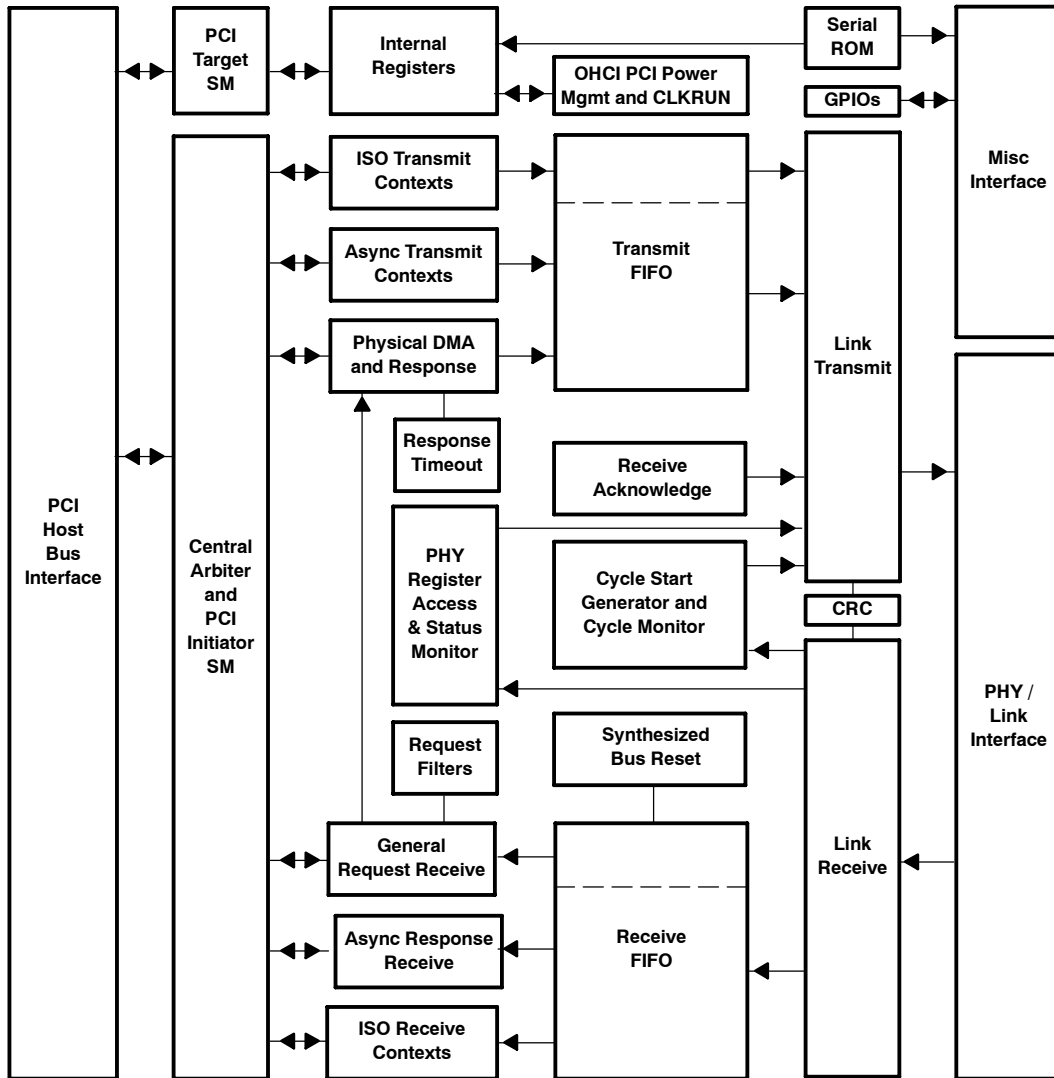 PCI
Target
SM
Internal
Registers
Serial
ROM
OHCI PCI Power
Mgmt and CLKRUN
GPIOs
Misc
Interface
ISO Transmit
Contexts
Async Transmit
Contexts
Transmit
FIFO
Physical DMA
and Response
Link
Transmit
Response
Timeout
Receive
Acknowledge
PCI
Host
Bus
Interface
Central
Arbiter
and
PCI
Initiator
SM
PHY
Register
Access
& Status
Monitor
Cycle Start
Generator and
Cycle Monitor
CRC
PHY /
Link
Interface
Request
Filters
Synthesized
Bus Reset
General
Request Receive
Link
Receive
Async Response
Receive
Receive
FIFO
ISO Receive
Contexts